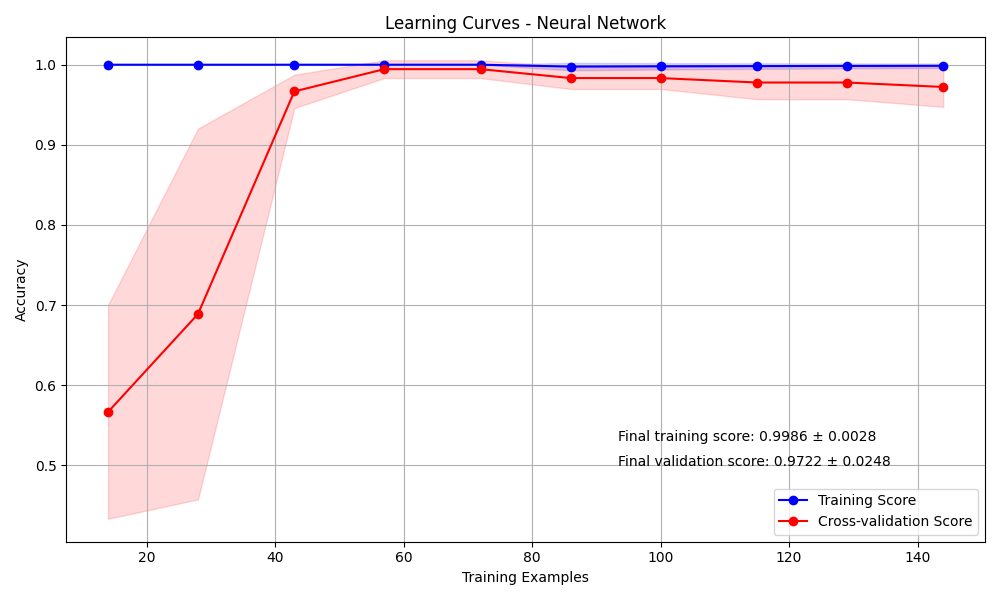 Learning Curves - Neural Network
1.0
0.9
0.8
0.7
0.6
0.5
Accuracy
Final training score: 0.9986 ± 0.0028
Final validation score: 0.9722 ± 0.0248
Training Score
Cross-validation Score
20 40 60 80 100 120 140
Training Examples